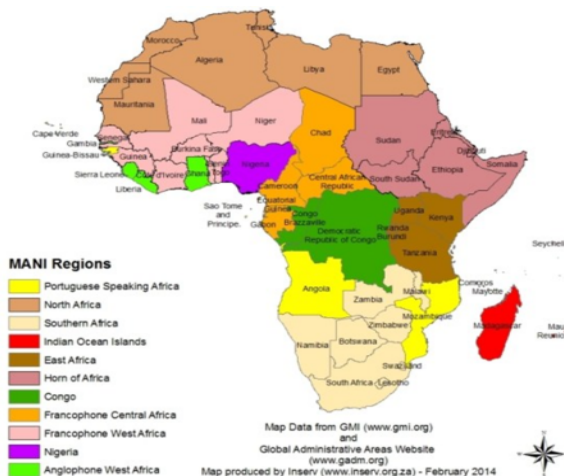 Tunisia
Morocco
Algeria
Libya
Egypt
Western Sahara
Mauritania
Mali
Niger
Chad
Sudan
Eritrea
Cape Verde
Senegal
Gambia
Guinea-Bissau
Guinea
Burkina Faso
Djibouti
Somalia
Sierra Leone
Liberia
Cote d'Ivoire
Ghana
Togo
Nigeria
Central African
Republic
South Sudan
Ethiopia
Cameroon
Equatorial
Guinea
Sao Tome
and
Principe.
Gabon
Congo
Brazzaville
Democratic
Republic of Congo
Uganda
Kenya
Rwanda
Burundi
Tanzania
Seychelle
Comoros
Mayotte
Angola
Zambia
Malawi
Mozambique
Madagascar
Mau
Reunion
Zimbabwe
Namibia
Botswana
Swaziland
South Africa
Lesotho
MANI Regions
Portuguese Speaking Africa
North Africa
Southern Africa
Indian Ocean Islands
East Africa
Horn of Africa
Congo
Francophone Central Africa
Francophone West Africa
Nigeria
Anglophone West Africa
Map Data from GMI (www.gmi.org)
and
Global Administrative Areas Website
(www.gadm.org)
Map produced by Inserv (www.inserv.org.za) - February 2014